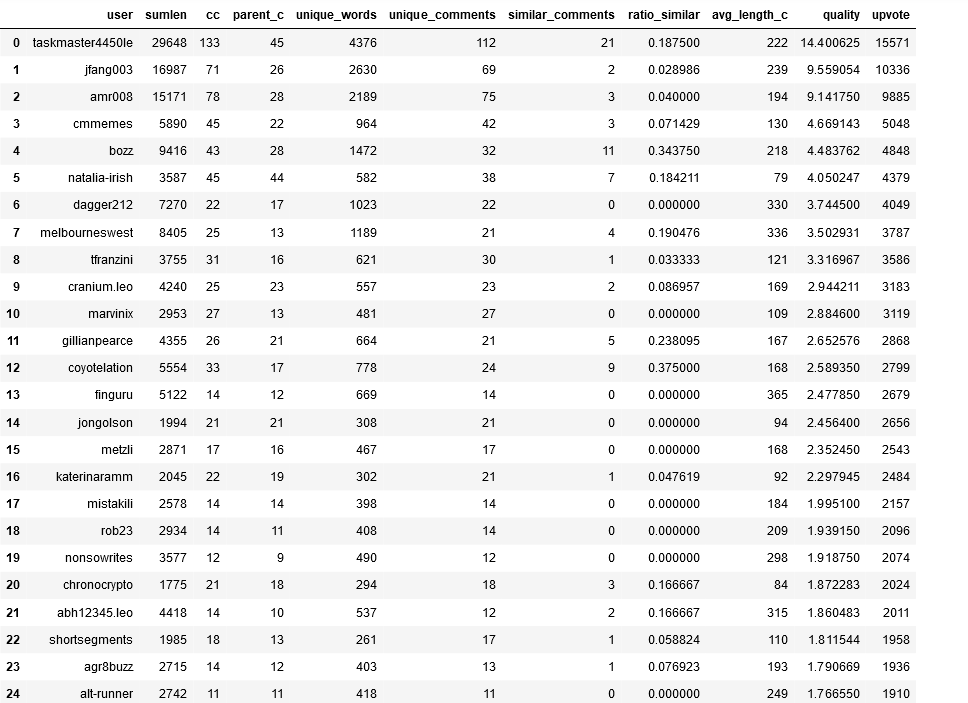 user sumlen cc parent_c unique_words unique_comments similar_comments ratio_similar avg_length_c quality upvote
0 taskmaster4450le 29648 133 45 4376 112 21 0.187500 222 14.400625 15571
1 jfang003 16987 71 26 2630 69 2 0.028986 239 9.559054 10336
2 amr008 15171 78 28 2189 75 3 0.040000 194 9.141750 9885
3 cmmemes 5890 45 22 964 42 3 0.071429 130 4.669143 5048
4 bozz 9416 43 28 1472 32 11 0.343750 218 4.483762 4848
5 natalia-irish 3587 45 44 582 38 7 0.184211 79 4.050247 4379
6 dagger212 7270 22 17 1023 22 0 0.000000 330 3.744500 4049
7 melbourneswest 8405 25 13 1189 21 4 0.190476 336 3.502931 3787
8 tfranzini 3755 31 16 621 30 1 0.033333 121 3.316967 3586
9 cranium.leo 4240 25 23 557 23 2 0.086957 169 2.944211 3183
10 marvinix 2953 27 13 481 27 0 0.000000 109 2.884600 3119
11 gillianpearce 4355 26 21 664 21 5 0.238095 167 2.652576 2868
12 coyotelation 5554 33 17 778 24 9 0.375000 168 2.589350 2799
13 finguru 5122 14 12 669 14 0 0.000000 365 2.477850 2679
14 jongolson 1994 21 21 308 21 0 0.000000 94 2.456400 2656
15 metzli 2871 17 16 467 17 0 0.000000 168 2.352450 2543
16 katerinaramm 2045 22 19 302 21 1 0.047619 92 2.297945 2484
17 mistakili 2578 14 14 398 14 0 0.000000 184 1.995100 2157
18 rob23 2934 14 11 408 14 0 0.000000 209 1.939150 2096
19 nonsowrites 3577 12 9 490 12 0 0.000000 298 1.918750 2074
20 chronocrypto 1775 21 18 294 18 3 0.166667 84 1.872283 2024
21 abh12345.leo 4418 14 10 537 12 2 0.166667 315 1.860483 2011
22 shortsegments 1985 18 13 261 17 1 0.058824 110 1.811544 1958
23 agr8buzz 2715 14 12 403 13 1 0.076923 193 1.790669 1936
24 alt-runner 2742 11 11 418 11 0 0.000000 249 1.766550 1910